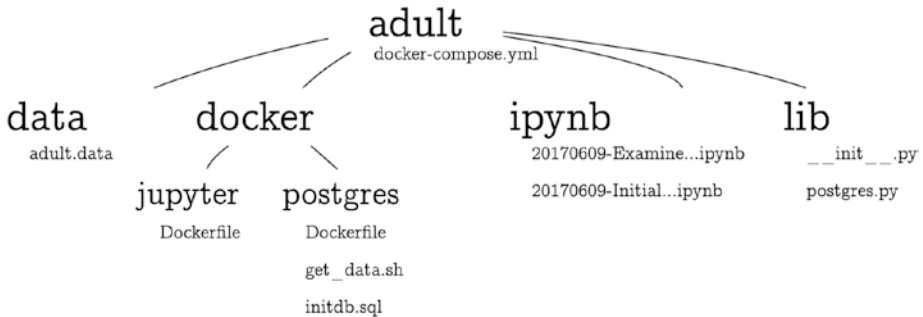 adult
docker-compose.yml
data
docker
ipynb
lib
adult.data
20170609-Examine...ipynb
__init__.py
20170609-Initial...ipynb
postgres.py
jupyter
postgres
Dockerfile
Dockerfile
get_data.sh
initdb.sql